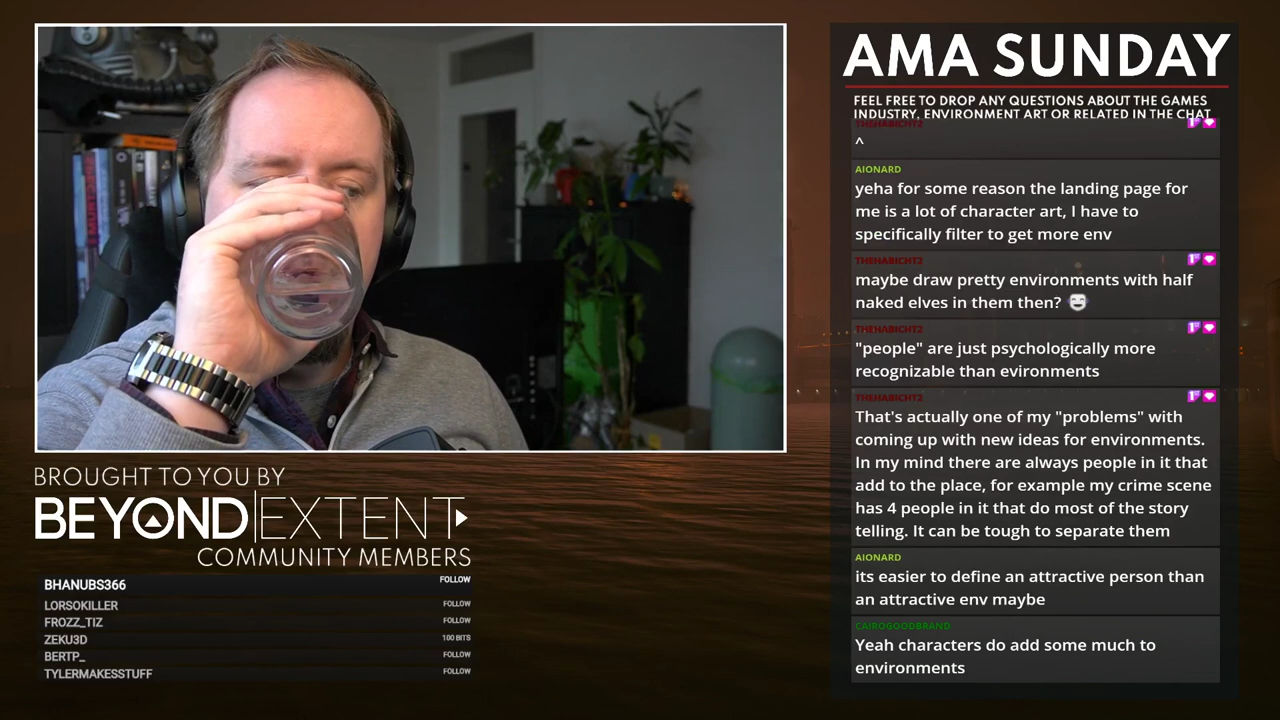 AMA SUNDAY
FEEL FREE TO DROP ANY QUESTIONS ABOUT THE GAMES
INDUSTRY, ENVIRONMENT ART OR RELATED IN THE CHAT
THEHABICHT2
^
AIONARD
yeha for some reason the landing page for
me is a lot of character art, I have to
specifically filter to get more env
THEHABICHT2
maybe draw pretty environments with half
naked elves in them then?
THEHABICHT2
"people" are just psychologically more
recognizable than evironments
THEHABICHT2
That's actually one of my "problems" with
coming up with new ideas for environments.
In my mind there are always people in it that
add to the place, for example my crime scene
has 4 people in it that do most of the story
telling. It can be tough to separate them
AIONARD
its easier to define an attractive person than
an attractive env maybe
CAIROGOODBRAND
Yeah characters do add some much to
environments
BROUGHT TO YOU BY
BEYOND EXTENT
COMMUNITY MEMBERS
BHANUBS366 FOLLOW
LORSOKILLER FOLLOW
FROZZ_TIZ FOLLOW
ZEKU3D 100 BITS
BERTP_ FOLLOW
TYLERMAKESSTUFF FOLLOW